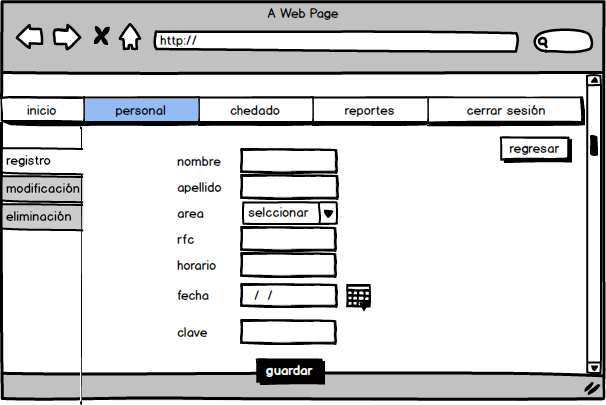 A Web Page
http://
inicio personal chedado reportes cerrar sesión
regresar
registro
modificación
eliminación
nombre
apellido
area selccionar
rfc
horario
fecha / /
clave
guardar